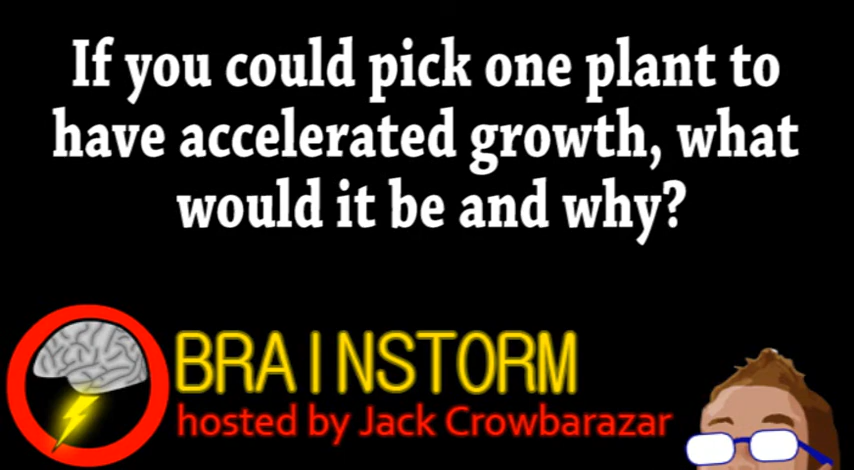 If you could pick one plant to
have accelerated growth, what
would it be and why?
BRAINSTORM
hosted by Jack Crowbarazar